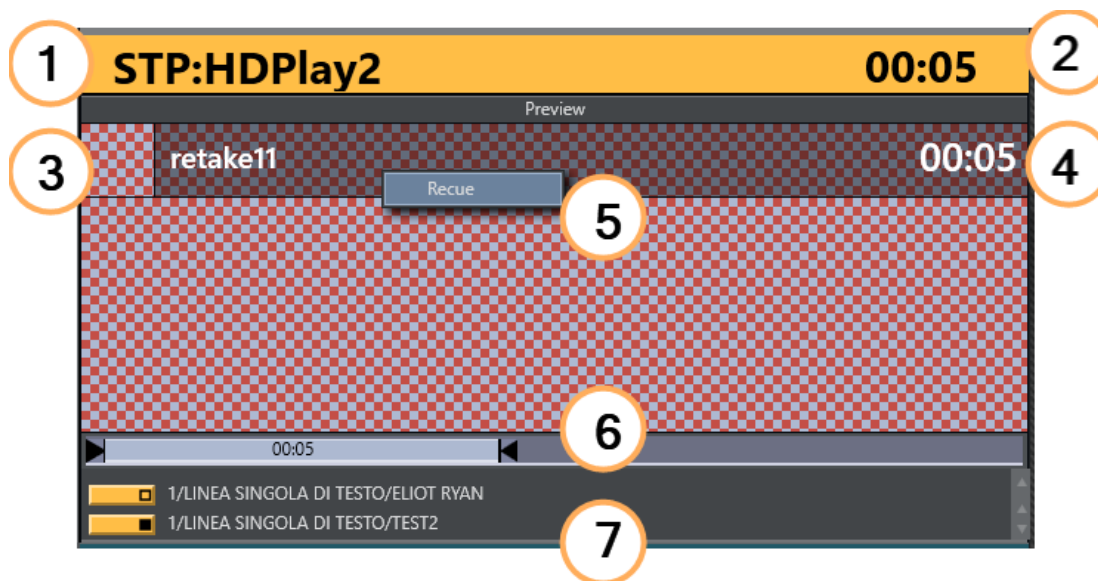 1 STP:HDPlay2 00:05 2
Preview
3 retake11 00:05 4
Recue
5
00:05 6
1/LINEA SINGOLA DI TESTO/ELIOT RYAN
1/LINEA SINGOLA DI TESTO/TEST2
7